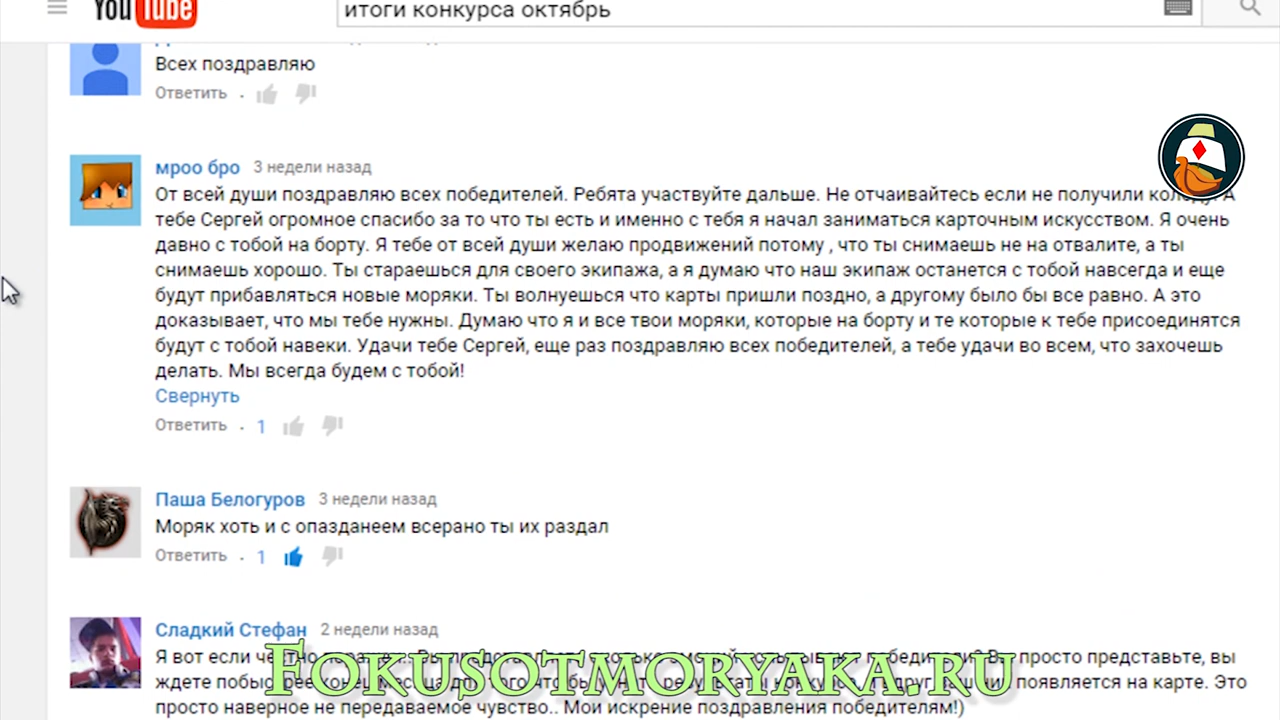 YouTube
итоги конкурса октябрь
Всех поздравляю
Ответить
мроо бро 3 недели назад
От всей души поздравляю всех победителей. Ребята участвуйте дальше. Не отчаивайтесь если не получили А
тебе Сергей огромное спасибо за то что ты есть и именно с тебя я начал заниматься карточным искусством. Я очень
давно с тобой на борту. Я тебе от всей души желаю продвижений потому , что ты снимаешь не на отвалите, а ты
снимаешь хорошо. Ты стараешься для своего экипажа, а я думаю что наш экипаж останется с тобой навсегда и еще
будут прибавляться новые моряки. Ты волнуешься что карты пришли поздно, а другому было бы все равно. А это
доказывает, что мы тебе нужны. Думаю что я и все твои моряки, которые на борту и те которые к тебе присоединятся
будут с тобой навеки. Удачи тебе Сергей, еще раз поздравляю всех победителей, а тебе удачи во всем, что захочешь
делать. Мы всегда будем с тобой!
Свернуть
Ответить 1
Паша Белогуров 3 недели назад
Моряк хоть и с опазданеем всерано ты их раздал
Ответить 1
Сладкий Стефан 2 недели назад
Я вот если просто представьте, вы
ждете появляется на карте. Это
просто наверное не передаваемое чувство.. Мои искрение поздравления победителям!)
Fokusotmoryaka.ru